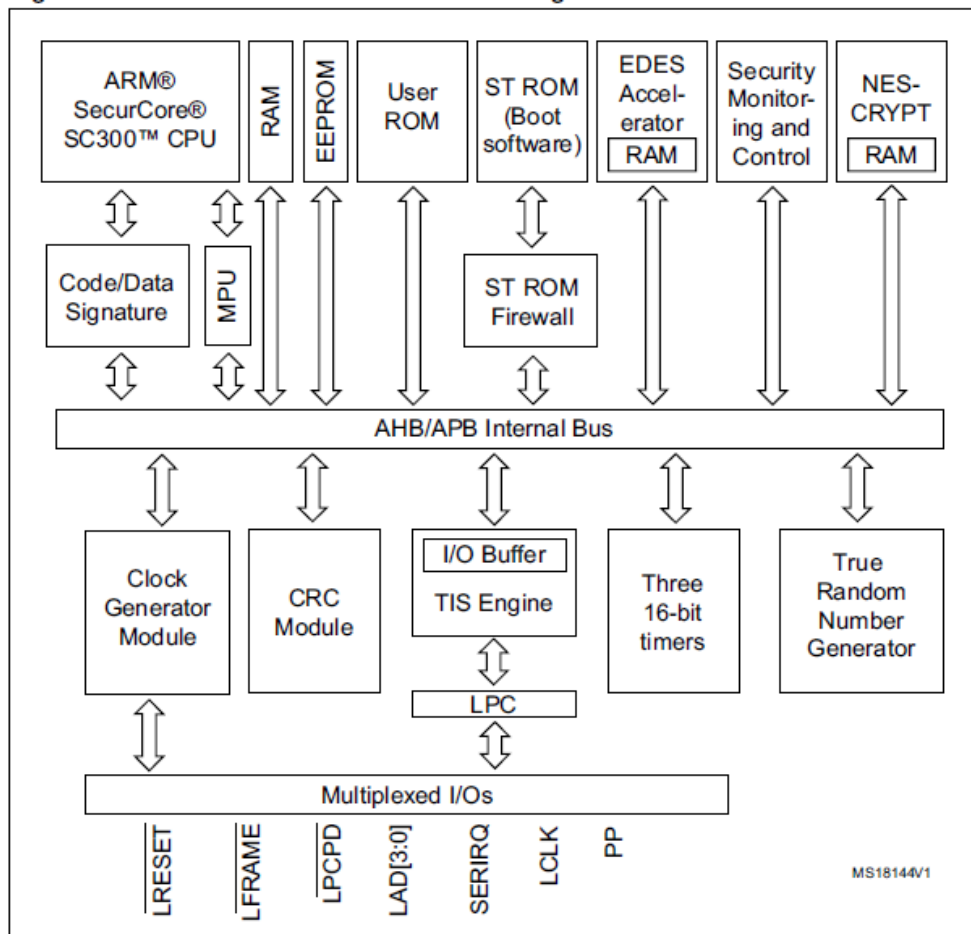 ARM®
SecurCore®
SC300™ CPU
RAM
EEPROM
User
ROM
ST ROM
(Boot
software)
EDES
Accel-
erator
RAM
Security
Monitor-
ing and
Control
NES-
CRYPT
RAM
Code/Data
Signature
MPU
ST ROM
Firewall
AHB/APB Internal Bus
Clock
Generator
Module
CRC
Module
I/O Buffer
TIS Engine
Three
16-bit
timers
True
Random
Number
Generator
LPC
Multiplexed I/Os
LRESET
LFRAME
LPCPD
LAD[3:0]
SERIRQ
LCLK
PP
MS18144V1